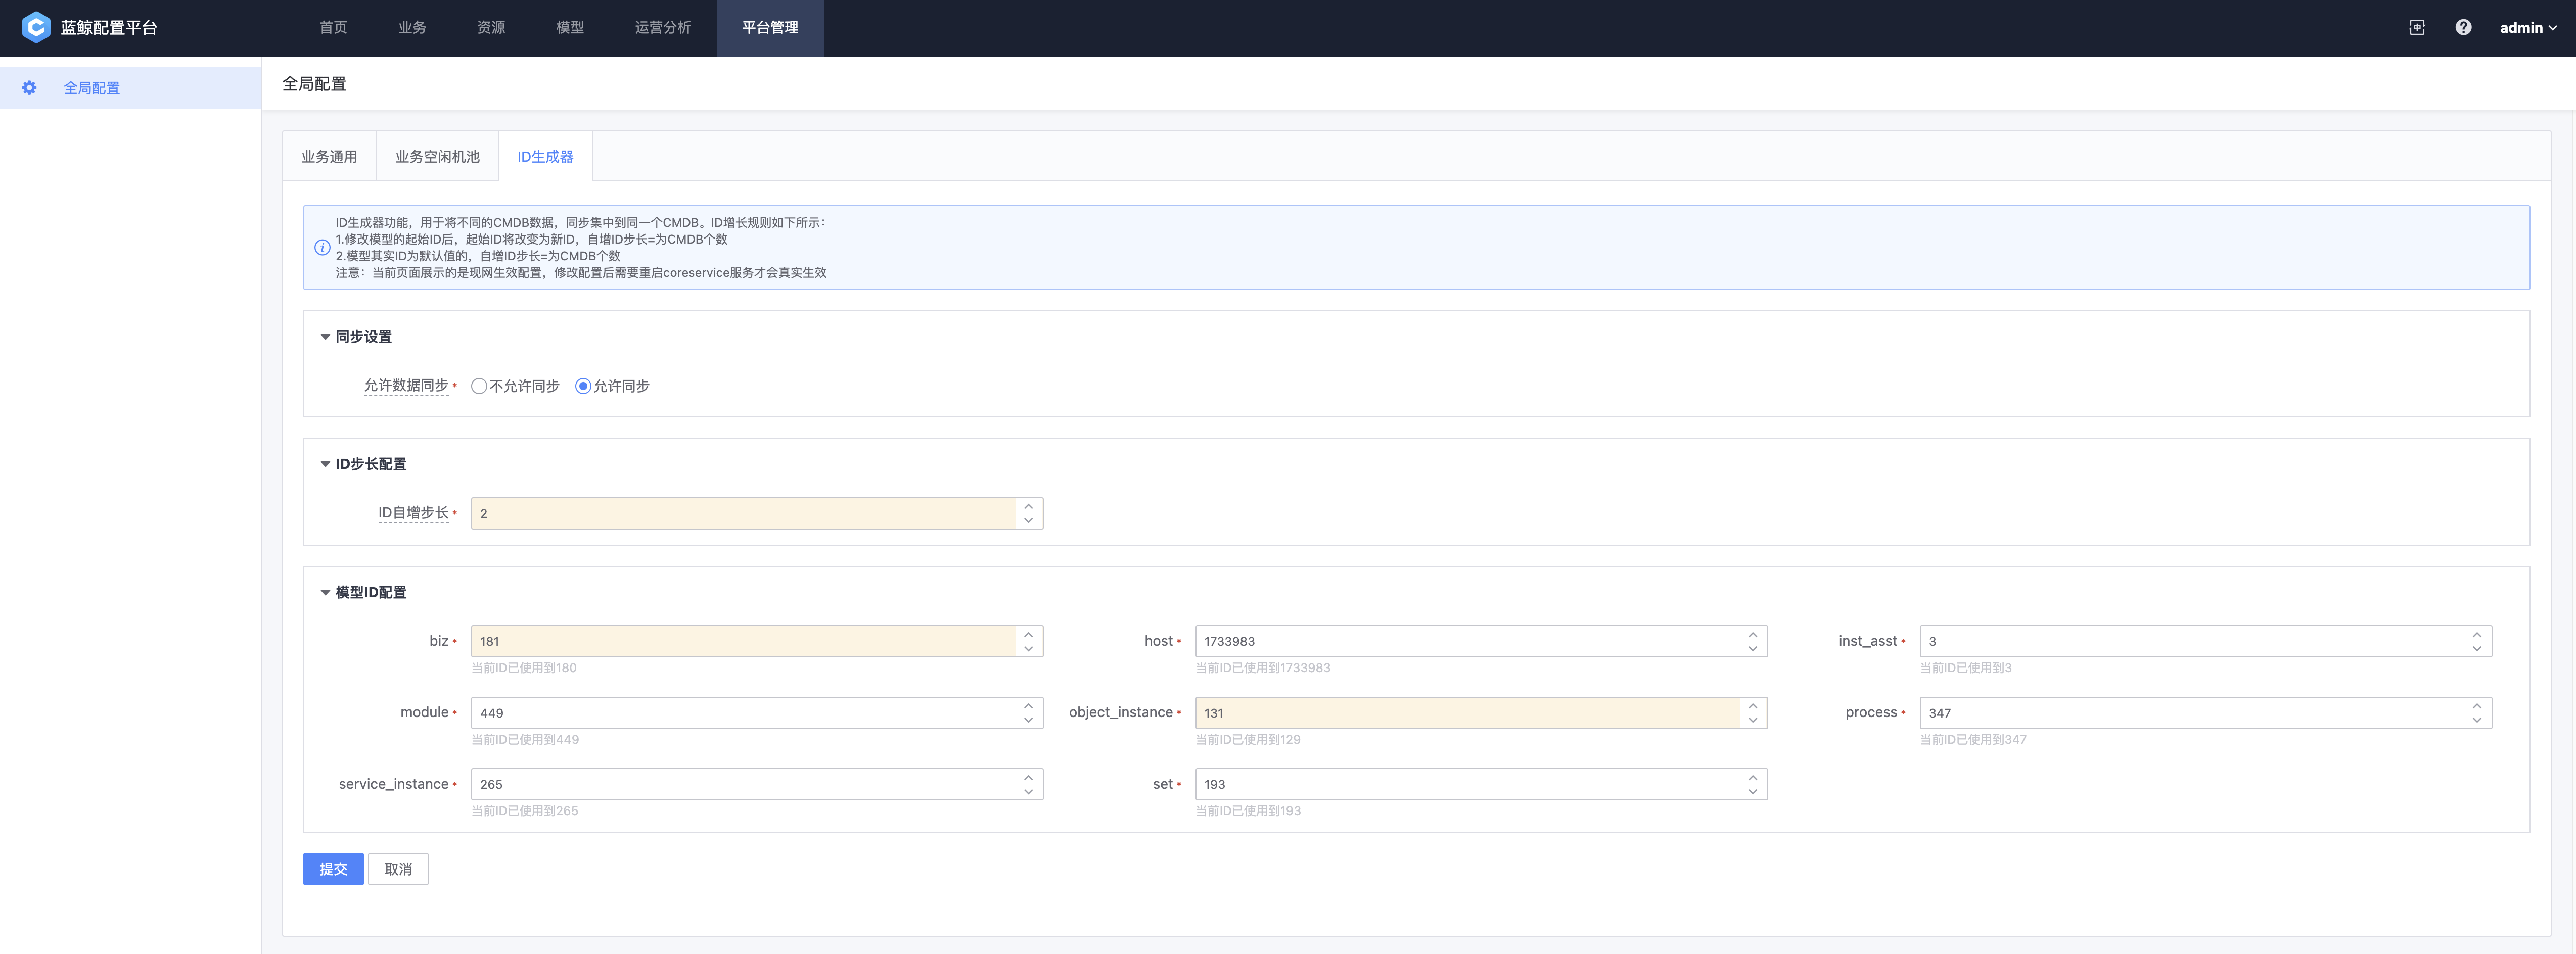 蓝鲸配置平台
首页 业务 资源 模型 运营分析 平台管理
admin
全局配置
全局配置
业务通用 业务空闲机池 ID生成器
ID生成器功能，用于将不同的CMDB数据，同步集中到同一个CMDB。ID增长规则如下所示：
1.修改模型的起始ID后，起始ID将改变为新ID，自增ID步长=为CMDB个数
2.模型其实ID为默认值的，自增ID步长=为CMDB个数
注意：当前页面展示的是现网生效配置，修改配置后需要重启coreservice服务才会真实生效
同步设置
允许数据同步* 不允许同步 允许同步
ID步长配置
ID自增步长* 2
模型ID配置
biz* 181 host* 1733983 inst_asst* 3
当前ID已使用到180 当前ID已使用到1733983 当前ID已使用到3
module* 449 object_instance* 131 process* 347
当前ID已使用到449 当前ID已使用到129 当前ID已使用到347
service_instance* 265 set* 193
当前ID已使用到265 当前ID已使用到193
提交 取消